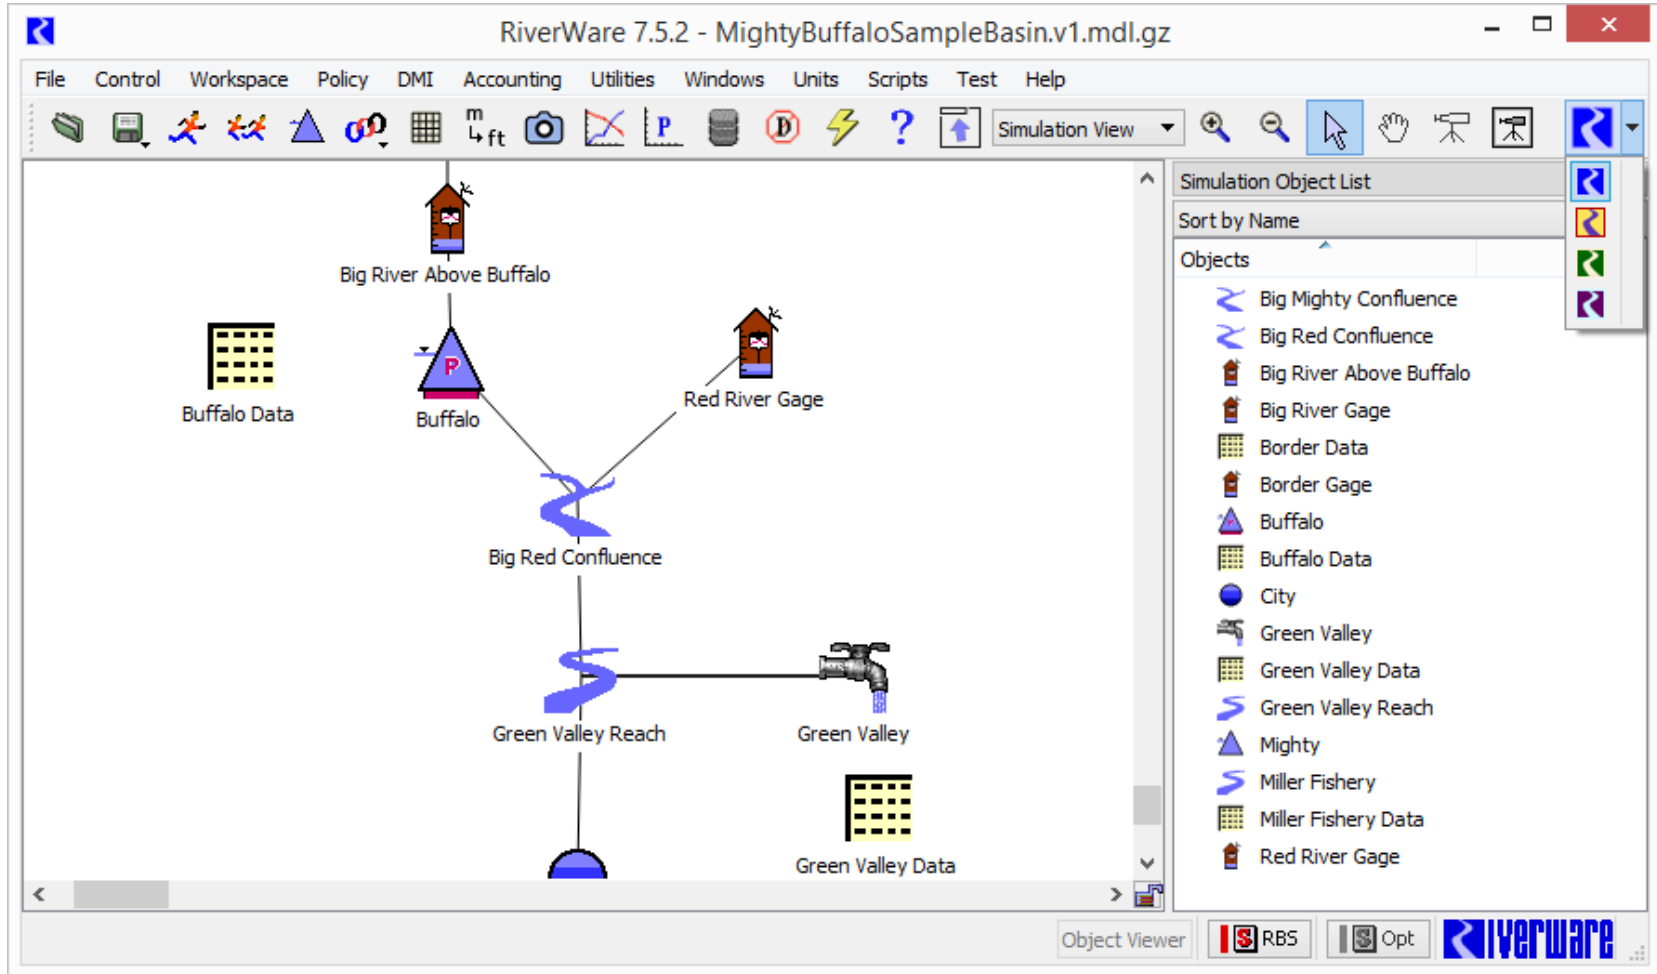 RiverWare 7.5.2 - MightyBuffaloSampleBasin.v1.mdl.gz
File Control Workspace Policy DMI Accounting Utilities Windows Units Scripts Test Help
m
ft
P
D
?
Simulation View
Big River Above Buffalo
Buffalo Data
P
Buffalo
Red River Gage
Big Red Confluence
Green Valley Reach
Green Valley
Green Valley Data
Simulation Object List
Sort by Name
Objects
Big Mighty Confluence
Big Red Confluence
Big River Above Buffalo
Big River Gage
Border Data
Border Gage
Buffalo
Buffalo Data
City
Green Valley
Green Valley Data
Green Valley Reach
Mighty
Miller Fishery
Miller Fishery Data
Red River Gage
Object Viewer
S RBS
S Opt
Riverware